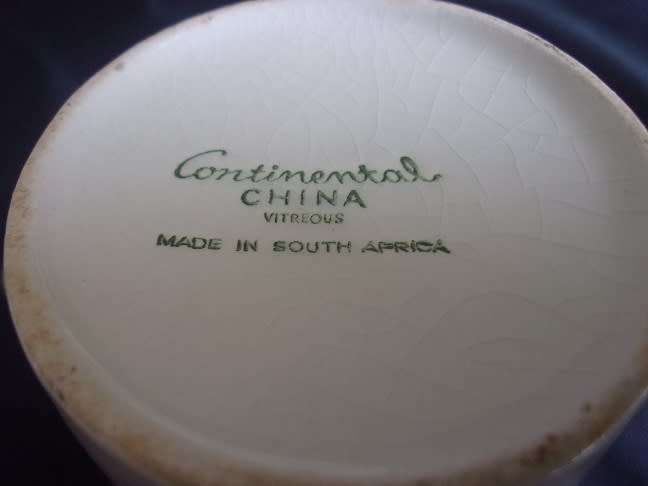 Continental
CHINA
VITREOUS
MADE IN SOUTH AFRICA